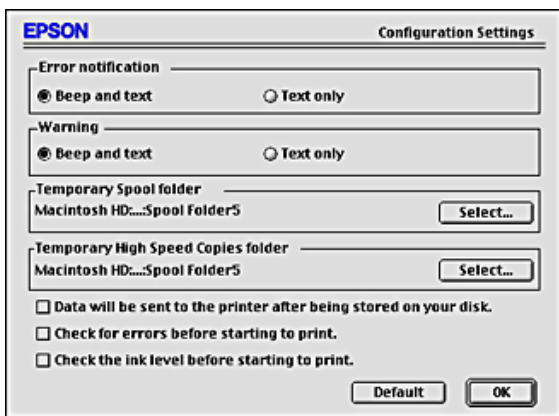 EPSON Configuration Settings
Error notification
Beep and text Text only
Warning
Beep and text Text only
Temporary Spool folder
Macintosh HD:...:Spool Folder5 Select...
Temporary High Speed Copies folder
Macintosh HD:...:Spool Folder5 Select...
Data will be sent to the printer after being stored on your disk.
Check for errors before starting to print.
Check the ink level before starting to print.
Default OK